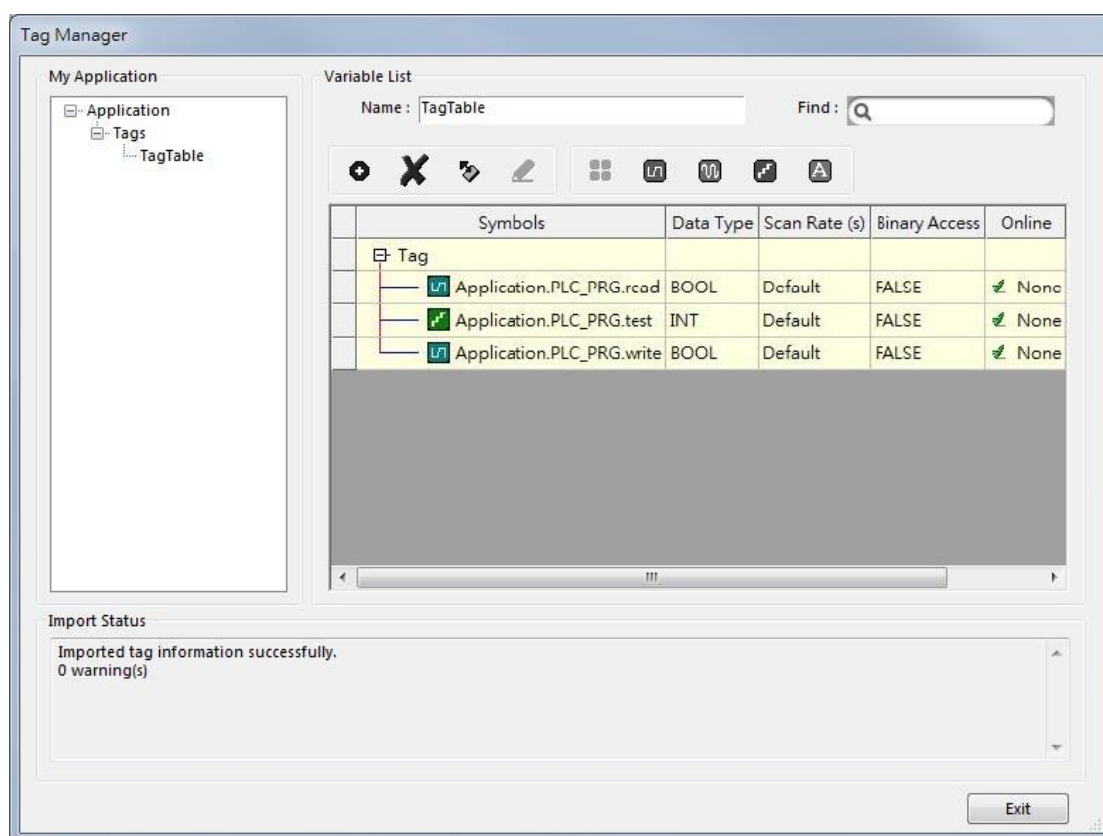 Tag Manager
My Application
Application
Tags
TagTable
Variable List
Name : TagTable Find :
Symbols Data Type Scan Rate (s) Binary Access Online
Tag
Application.PLC_PRG.read BOOL Default FALSE None
Application.PLC_PRG.test INT Default FALSE None
Application.PLC_PRG.write BOOL Default FALSE None
Import Status
Imported tag information successfully.
0 warning(s)
Exit